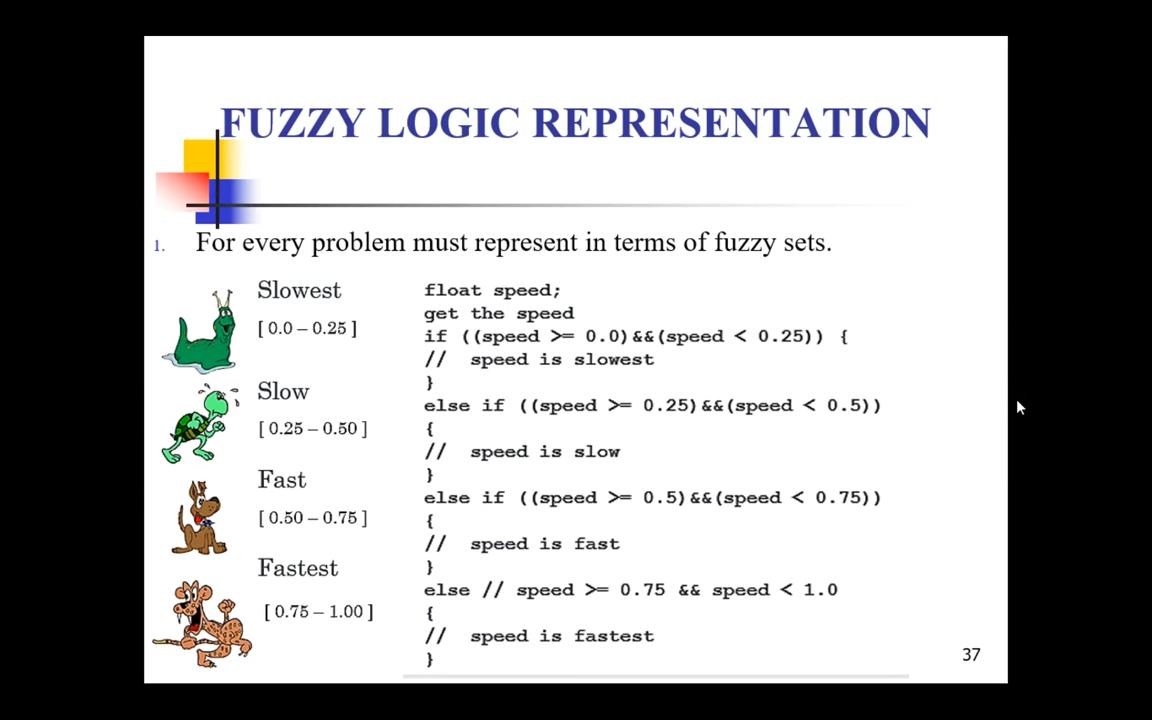 FUZZY LOGIC REPRESENTATION
1. For every problem must represent in terms of fuzzy sets.
Slowest
[ 0.0 – 0.25 ]
Slow
[ 0.25 – 0.50 ]
Fast
[ 0.50 – 0.75 ]
Fastest
[ 0.75 – 1.00 ]
float speed;
get the speed
if ((speed >= 0.0)&&(speed < 0.25)) {
// speed is slowest
}
else if ((speed >= 0.25)&&(speed < 0.5))
{
// speed is slow
}
else if ((speed >= 0.5)&&(speed < 0.75))
{
// speed is fast
}
else // speed >= 0.75 && speed < 1.0
{
// speed is fastest
}
37